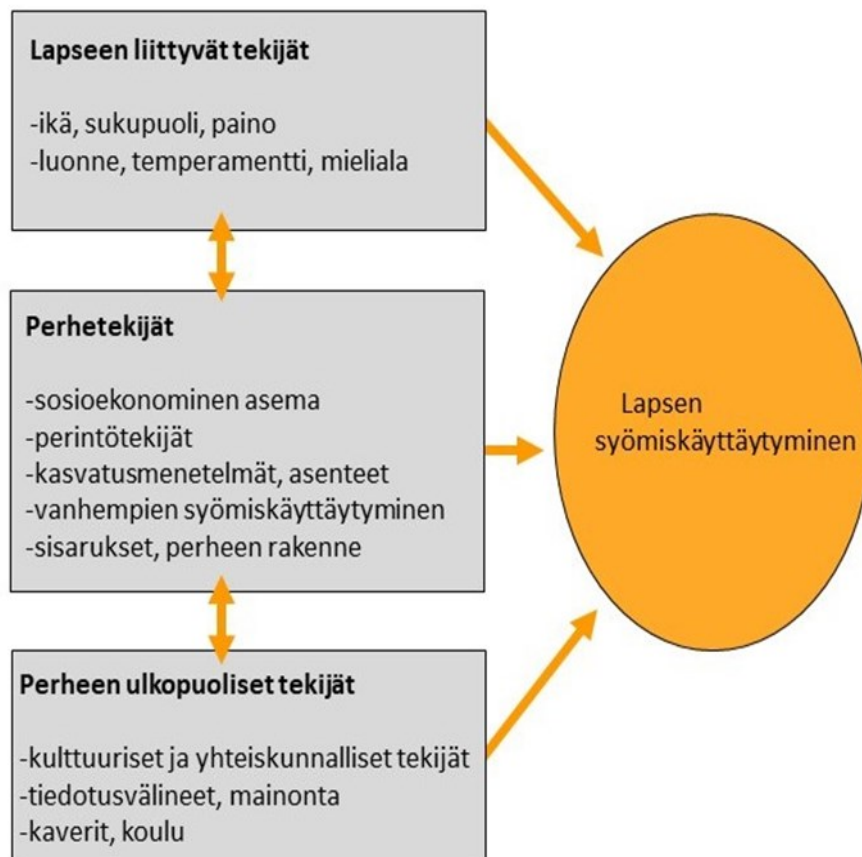 Lapseen liittyvät tekijät
-ikä, sukupuoli, paino
-luonne, temperamentti, mieliala
Perhetekijät
-sosioekonominen asema
-perintötekijät
-kasvatusmenetelmät, asenteet
-vanhempien syömiskäyttäytyminen
-sisarukset, perheen rakenne
Perheen ulkopuoliset tekijät
-kulttuuriset ja yhteiskunnalliset tekijät
-tiedotusvälineet, mainonta
-kaverit, koulu
Lapsen
syömiskäyttäytyminen